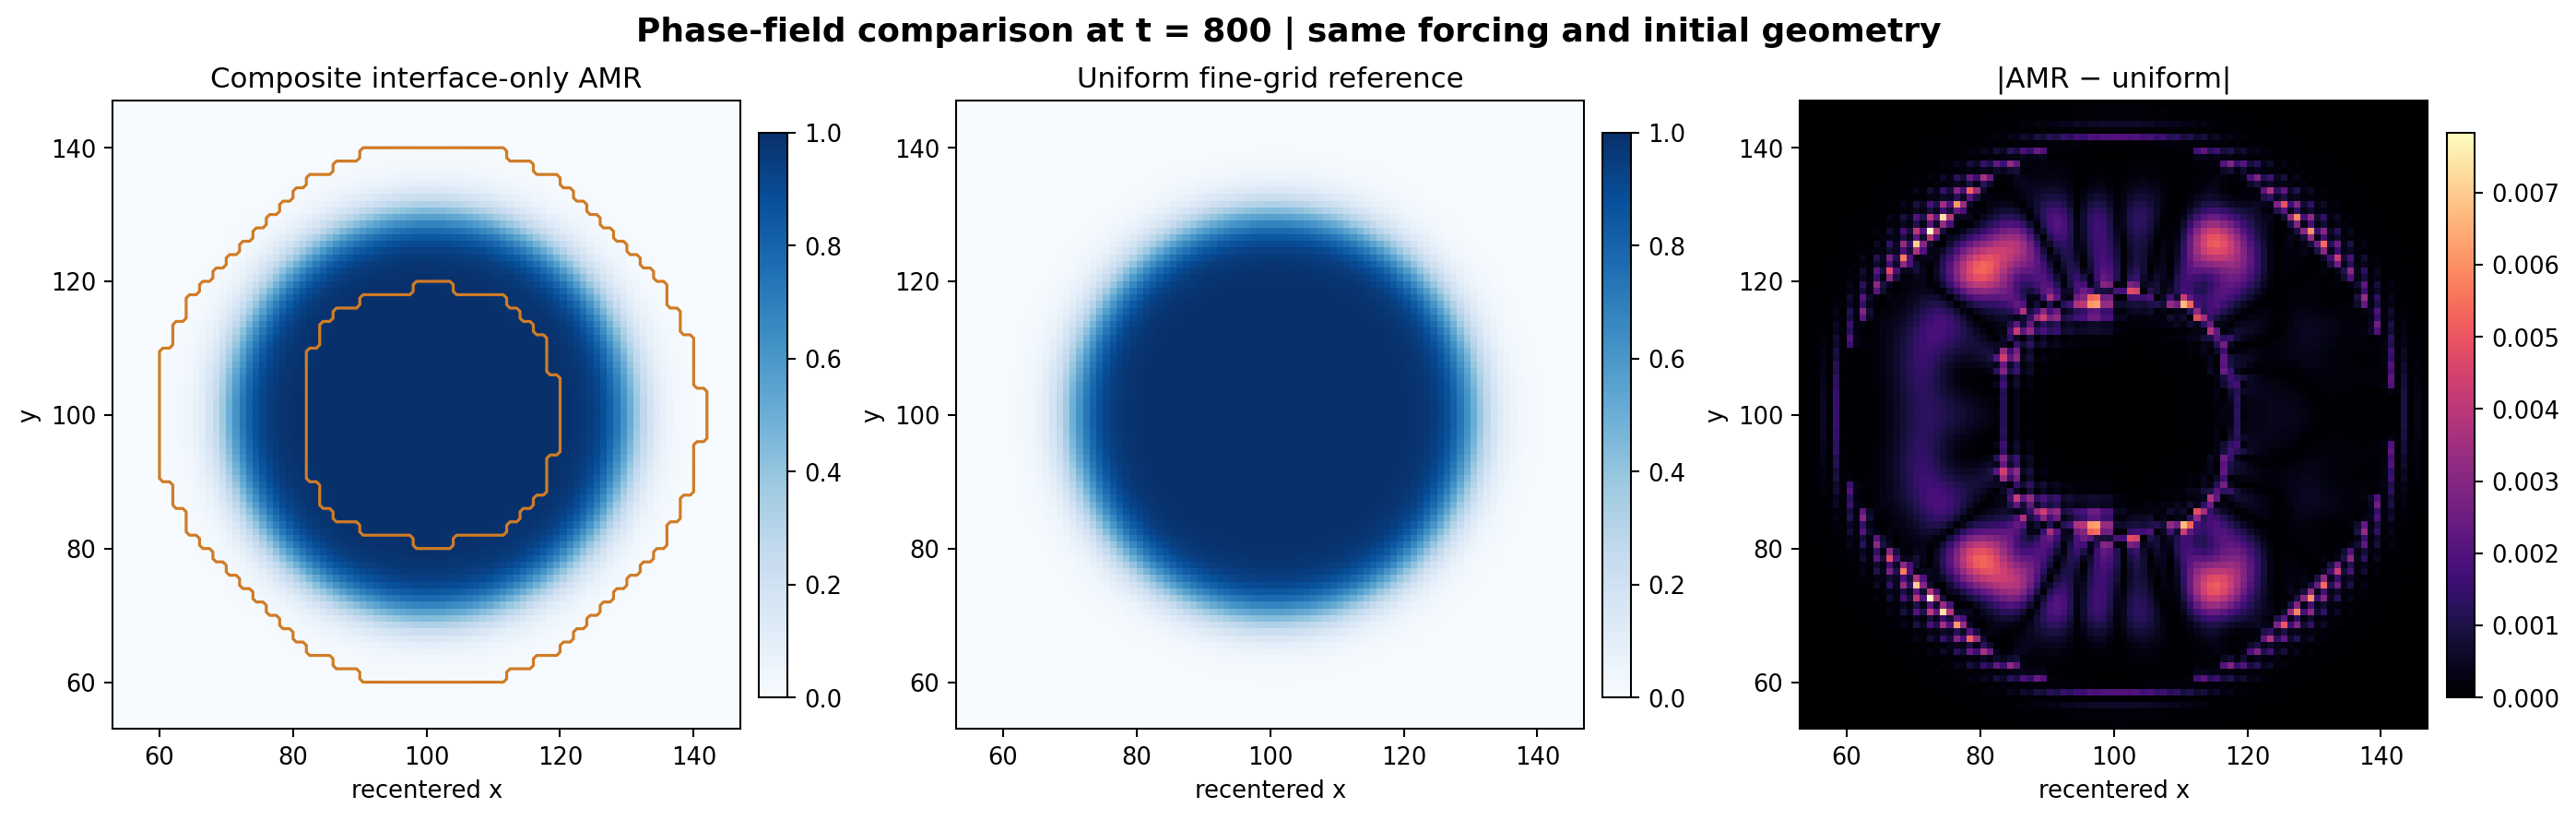 Phase-field comparison at t = 800 | same forcing and initial geometry
Composite interface-only AMR
140
120
100
80
60
y
60 80 100 120 140
recentered x
1.0
0.8
0.6
0.4
0.2
0.0
Uniform fine-grid reference
140
120
100
80
60
y
60 80 100 120 140
recentered x
1.0
0.8
0.6
0.4
0.2
0.0
|AMR − uniform|
140
120
100
80
60
y
60 80 100 120 140
recentered x
0.007
0.006
0.005
0.004
0.003
0.002
0.001
0.000